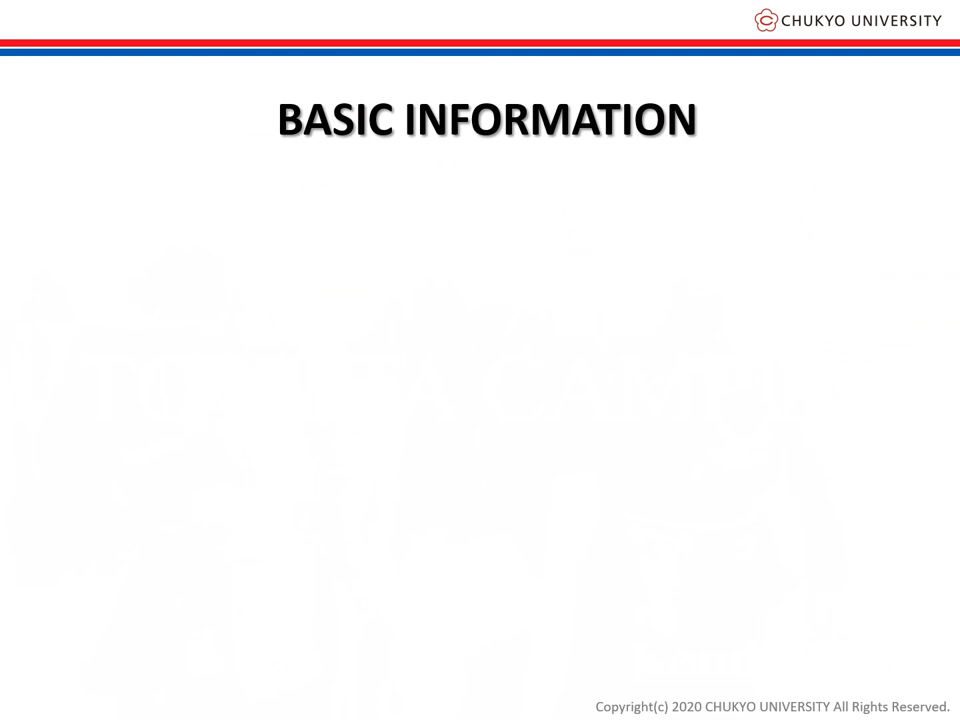 CHUKYO UNIVERSITY
BASIC INFORMATION
Copyright(c) 2020 CHUKYO UNIVERSITY All Rights Reserved.